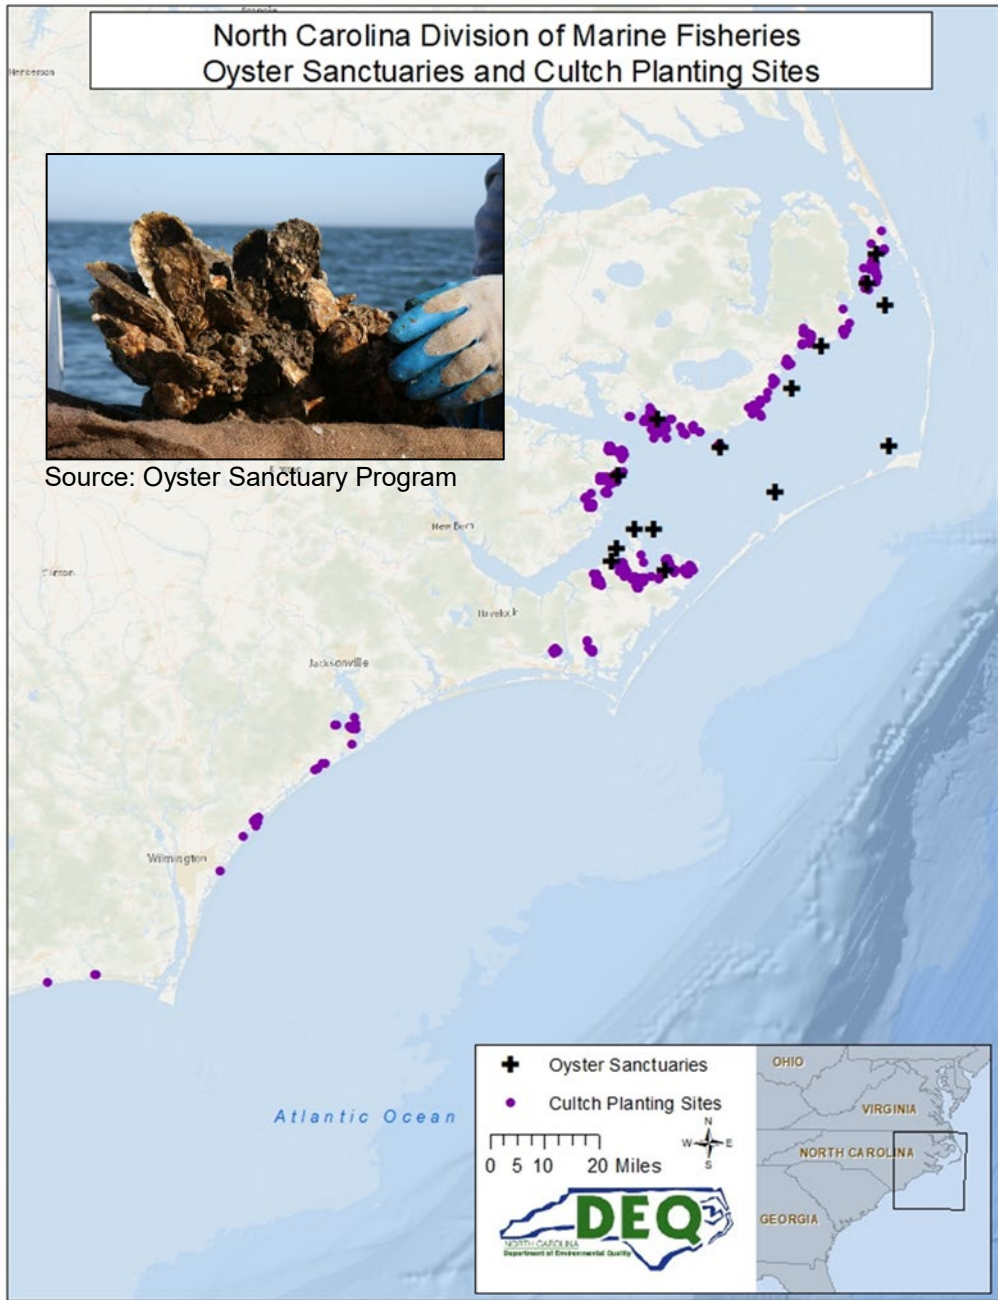 North Carolina Division of Marine Fisheries
Oyster Sanctuaries and Cultch Planting Sites
Henderson
Source: Oyster Sanctuary Program
New Bern
Clinton
Havelock
Jacksonville
Wilmington
Atlantic Ocean
Oyster Sanctuaries
Cultch Planting Sites
N
W E
S
0 5 10 20 Miles
DEQ
NORTH CAROLINA
Department of Environmental Quality
OHIO
VIRGINIA
NORTH CAROLINA
GEORGIA